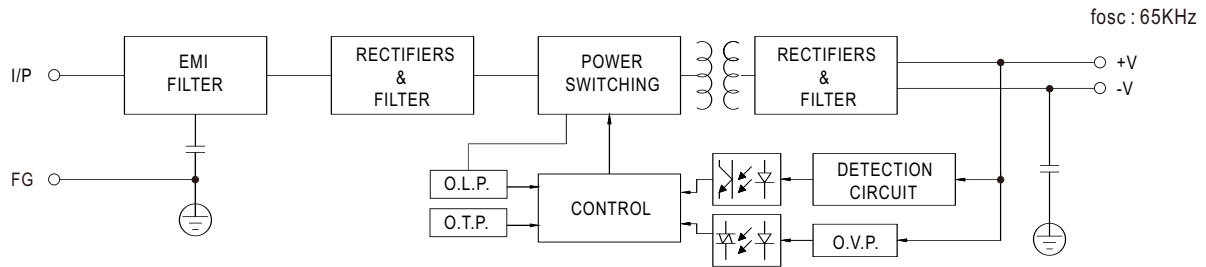 fosc : 65KHz
I/P
EMI
FILTER
RECTIFIERS
&
FILTER
POWER
SWITCHING
RECTIFIERS
&
FILTER
+V
-V
FG
O.L.P.
O.T.P.
CONTROL
DETECTION
CIRCUIT
O.V.P.